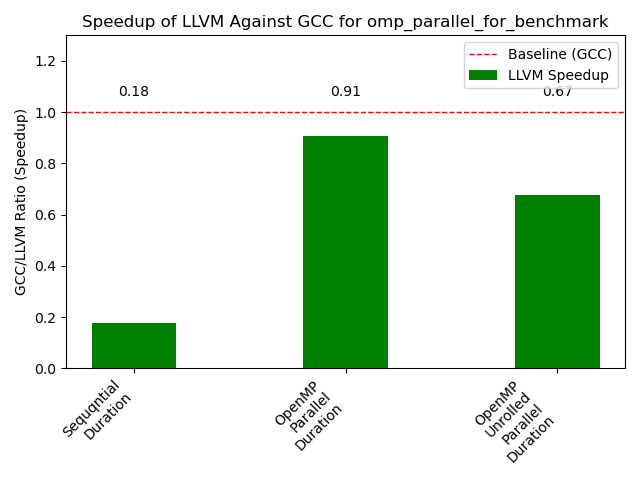 Speedup of LLVM Against GCC for omp_parallel_for_benchmark
GCC/LLVM Ratio (Speedup)
1.2
1.0
0.8
0.6
0.4
0.2
0.0
Baseline (GCC)
LLVM Speedup
0.18
0.91
0.67
Sequqntial
Duration
OpenMP
Parallel
Duration
OpenMP
Unrolled
Parallel
Duration